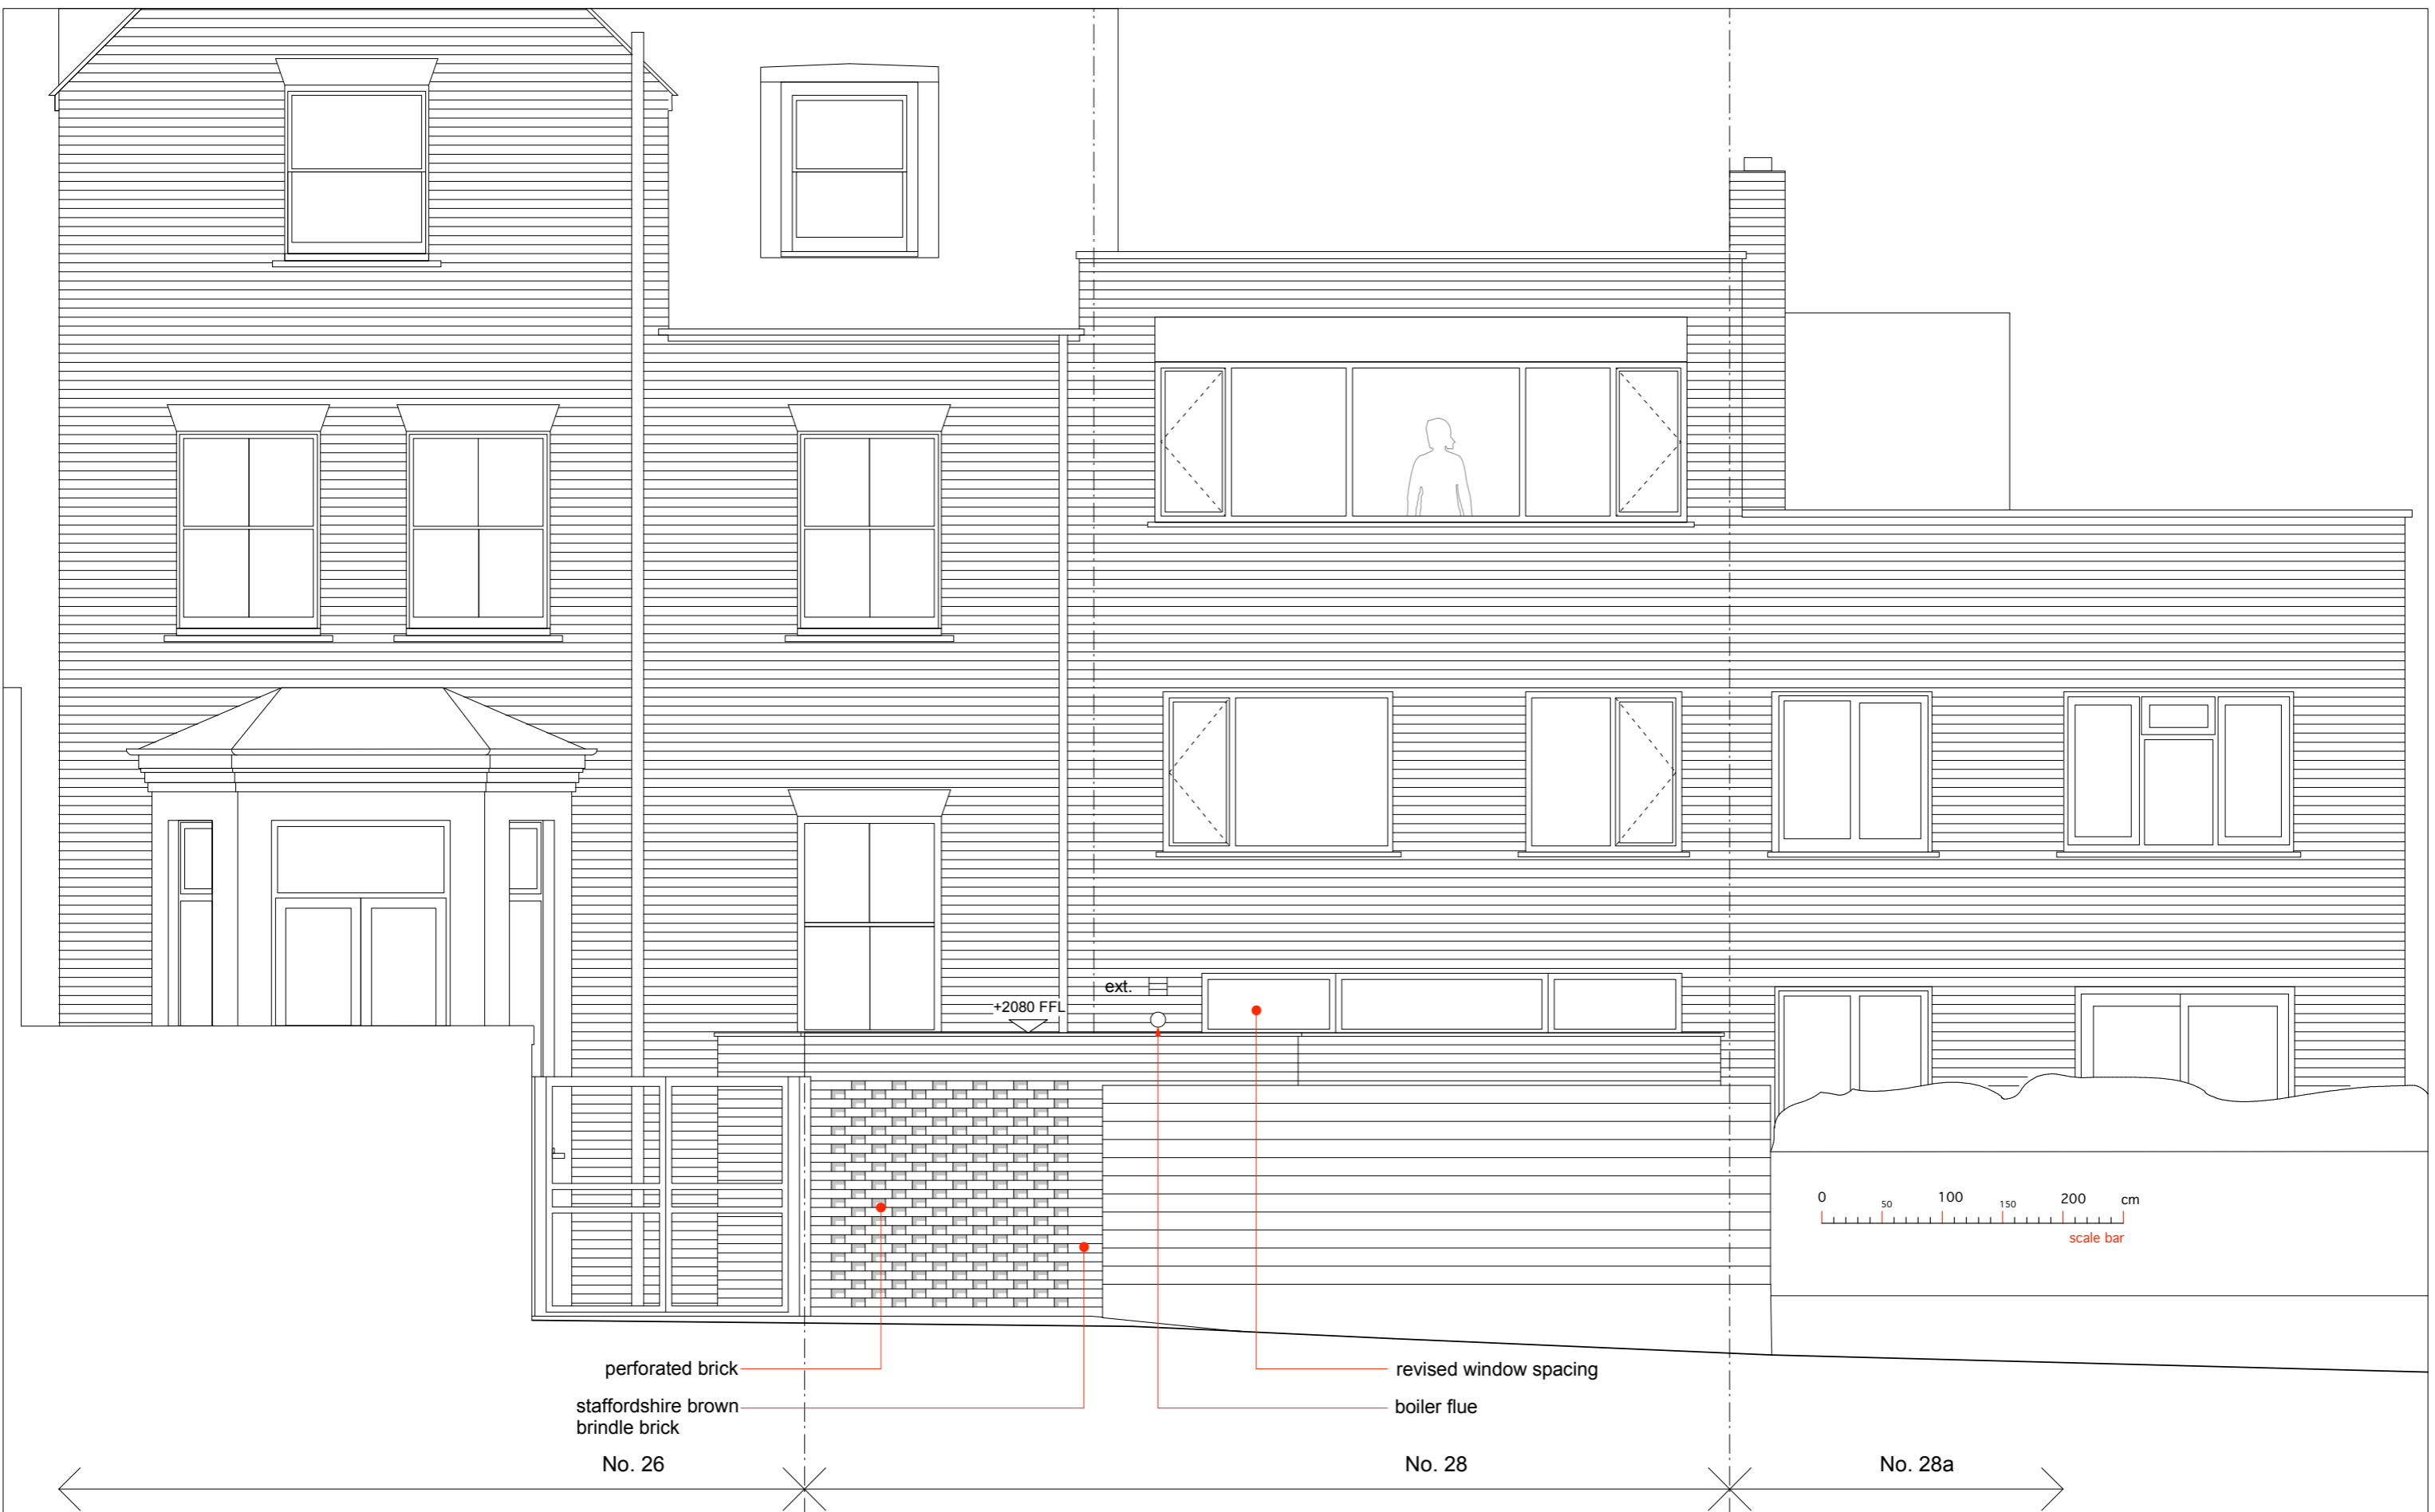 ext.
+2080 FFL
0 50 100 150 200 cm
scale bar
perforated brick
staffordshire brown
brindle brick
revised window spacing
boiler flue
No. 26
No. 28
No. 28a